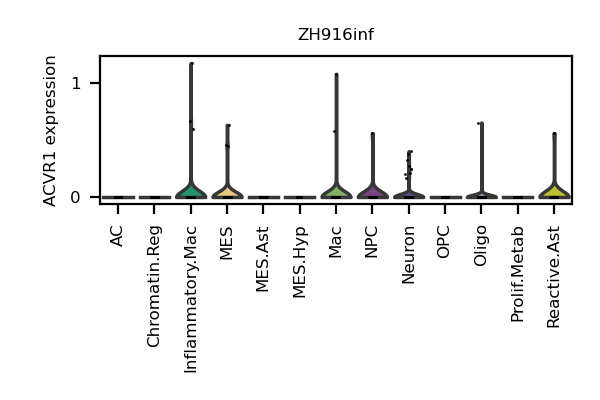 ZH916inf
ACVR1 expression
1
0
AC
Chromatin.Reg
Inflammatory.Mac
MES
MES.Ast
MES.Hyp
Mac
NPC
Neuron
OPC
Oligo
Prolif.Metab
Reactive.Ast